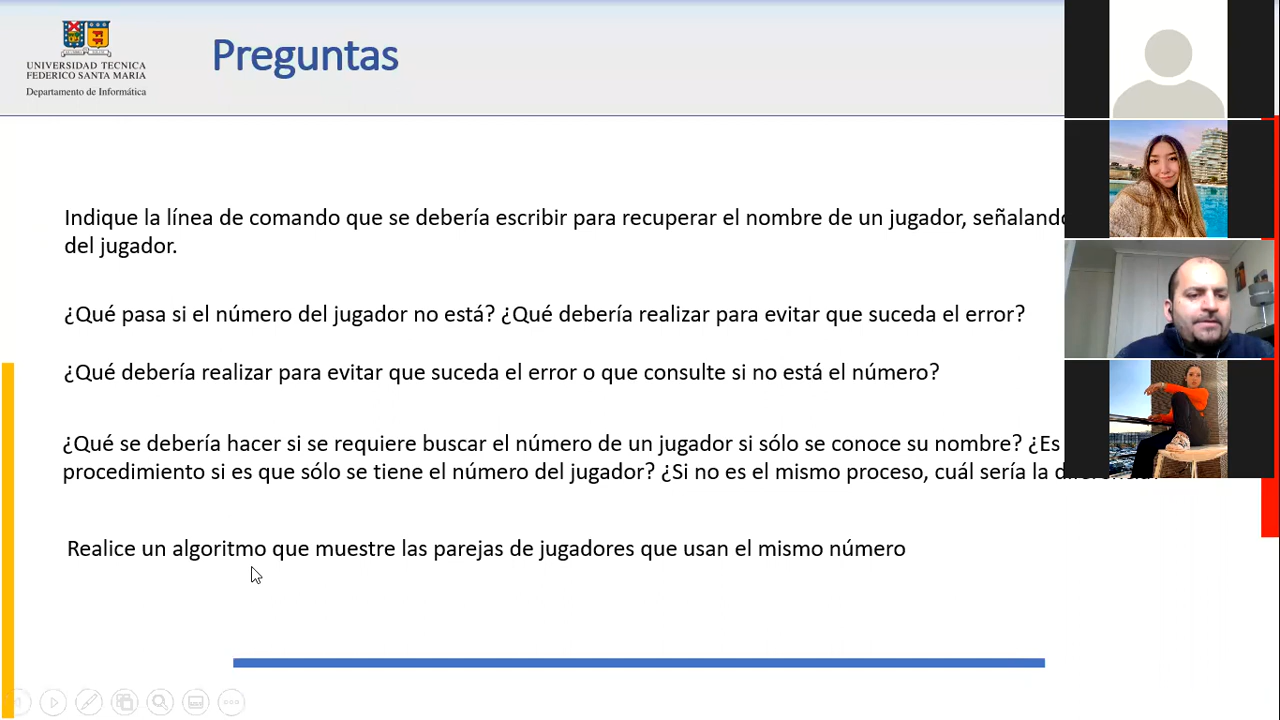 UNIVERSIDAD TECNICA
FEDERICO SANTA MARIA
Departamento de Informática
Preguntas
Indique la línea de comando que se debería escribir para recuperar el nombre de un jugador, señalando
del jugador.
¿Qué pasa si el número del jugador no está? ¿Qué debería realizar para evitar que suceda el error?
¿Qué debería realizar para evitar que suceda el error o que consulte si no está el número?
¿Qué se debería hacer si se requiere buscar el número de un jugador si sólo se conoce su nombre? ¿Es
procedimiento si es que sólo se tiene el número del jugador? ¿Si no es el mismo proceso, cuál sería la
Realice un algoritmo que muestre las parejas de jugadores que usan el mismo número